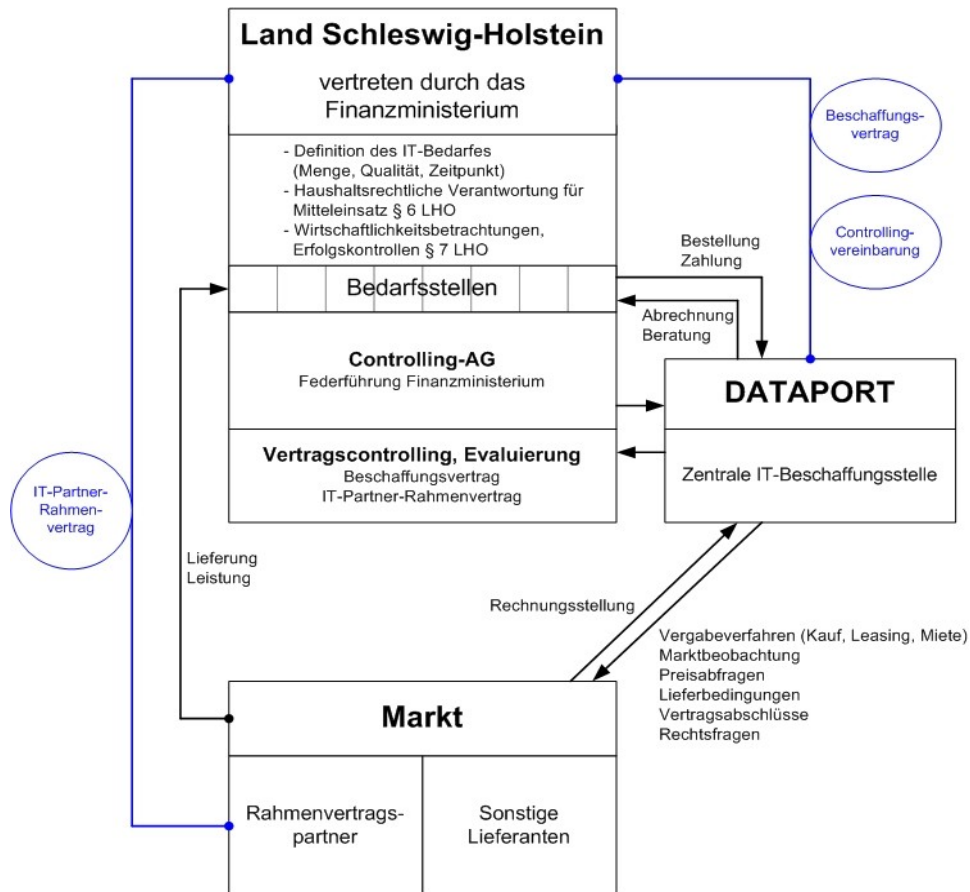 Land Schleswig-Holstein
vertreten durch das
Finanzministerium
- Definition des IT-Bedarfes
(Menge, Qualität, Zeitpunkt)
- Haushaltsrechtliche Verantwortung für
Mitteleinsatz § 6 LHO
- Wirtschaftlichkeitsbetrachtungen,
Erfolgskontrollen § 7 LHO
Bedarfsstellen
Controlling-AG
Federführung Finanzministerium
Vertragscontrolling, Evaluierung
Beschaffungsvertrag
IT-Partner-Rahmenvertrag
Beschaffungs-
vertrag
Controlling-
vereinbarung
Bestellung
Zahlung
Abrechnung
Beratung
DATAPORT
Zentrale IT-Beschaffungsstelle
IT-Partner-
Rahmen-
vertrag
Lieferung
Leistung
Rechnungsstellung
Vergabeverfahren (Kauf, Leasing, Miete)
Marktbeobachtung
Preisabfragen
Lieferbedingungen
Vertragsabschlüsse
Rechtsfragen
Markt
Rahmenvertrags-
partner
Sonstige
Lieferanten